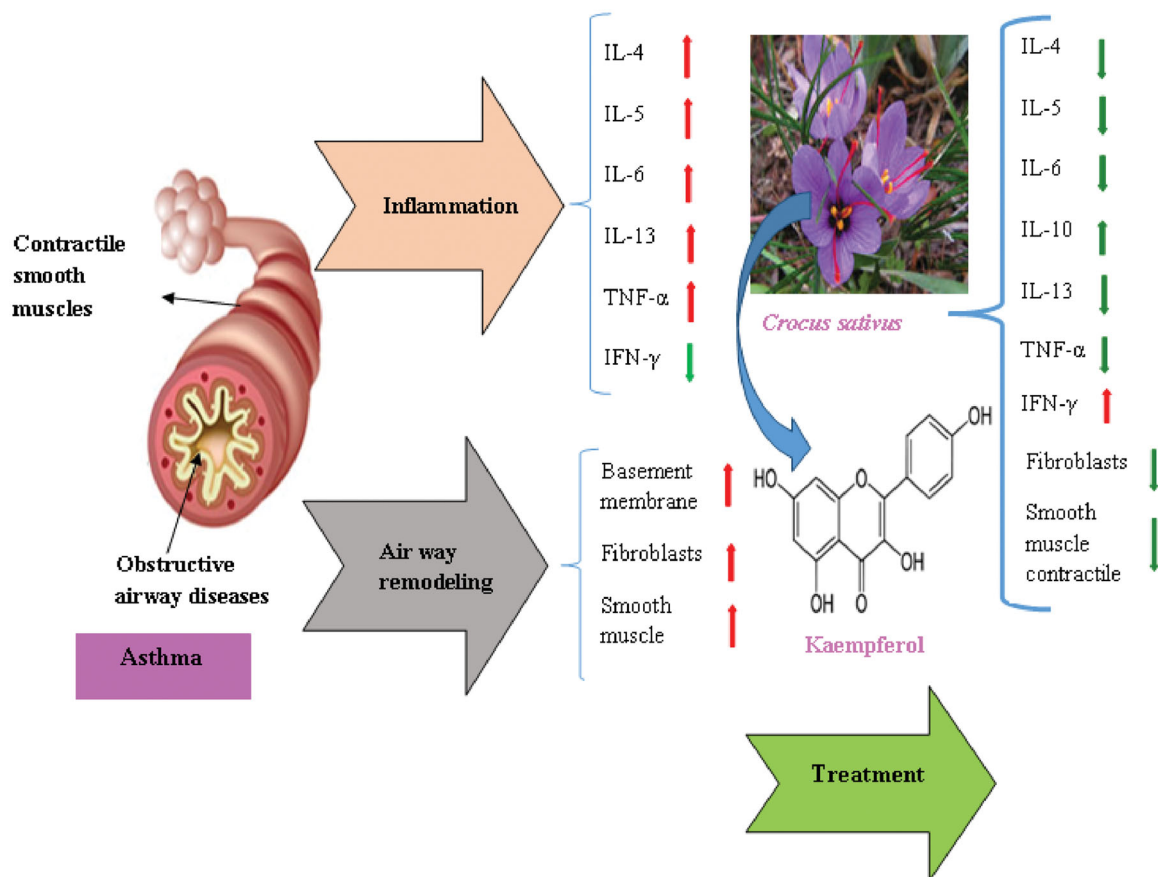 Contractile
smooth
muscles
Obstructive
airway diseases
Asthma
Inflammation
Air way
remodeling
IL-4
IL-5
IL-6
IL-13
TNF-α
IFN-γ
Basement
membrane
Fibroblasts
Smooth
muscle
Crocus sativus
OH
HO
O
OH
OH
O
Kaempferol
IL-4
IL-5
IL-6
IL-10
IL-13
TNF-α
IFN-γ
Fibroblasts
Smooth
muscle
contractile
Treatment